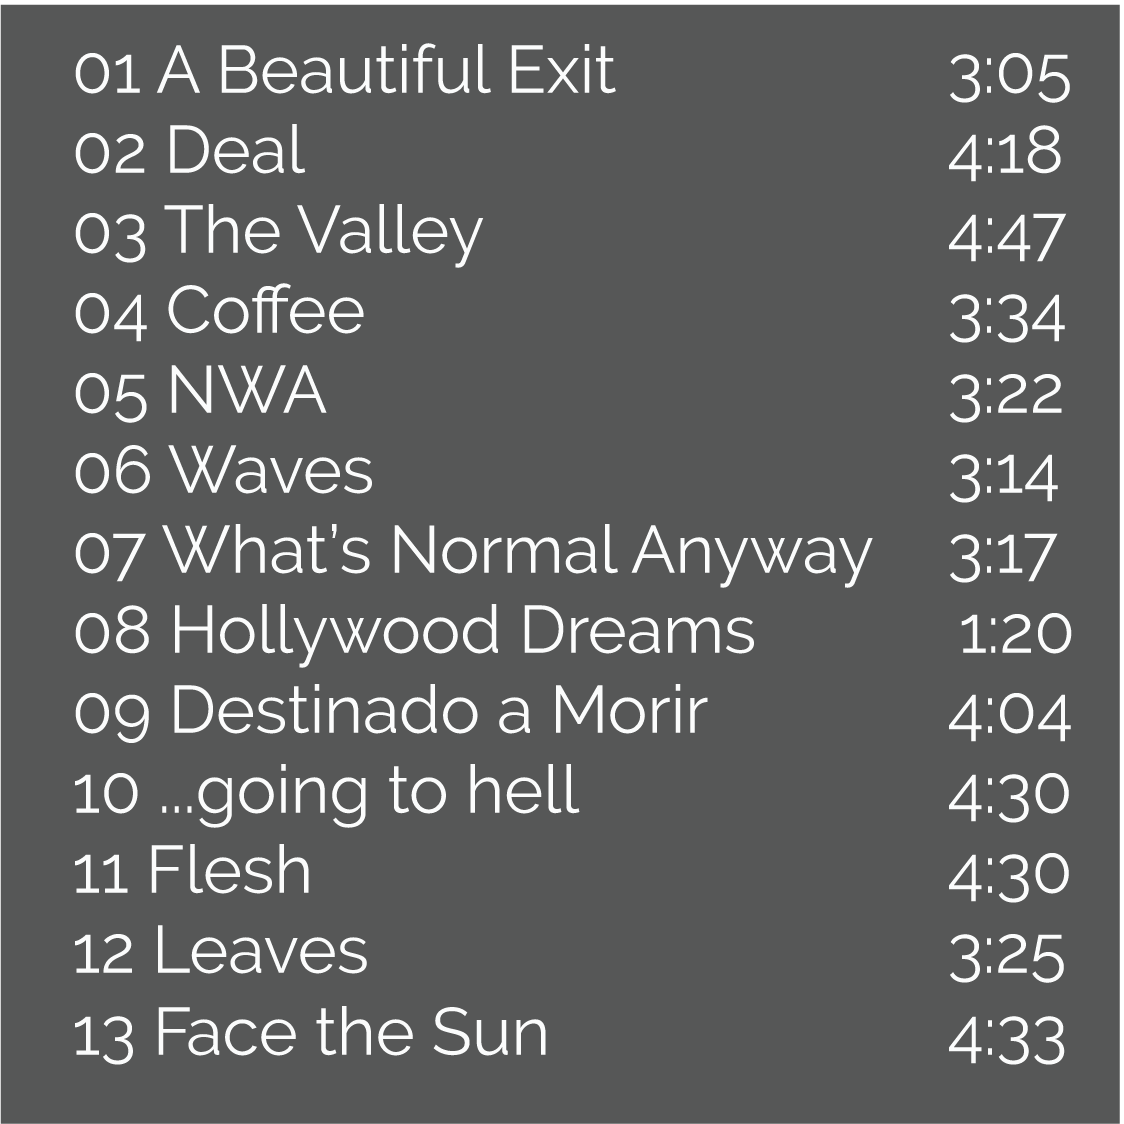 01 A Beautiful Exit 3:05
02 Deal 4:18
03 The Valley 4:47
04 Coffee 3:34
05 NWA 3:22
06 Waves 3:14
07 What’s Normal Anyway 3:17
08 Hollywood Dreams 1:20
09 Destinado a Morir 4:04
10 ...going to hell 4:30
11 Flesh 4:30
12 Leaves 3:25
13 Face the Sun 4:33